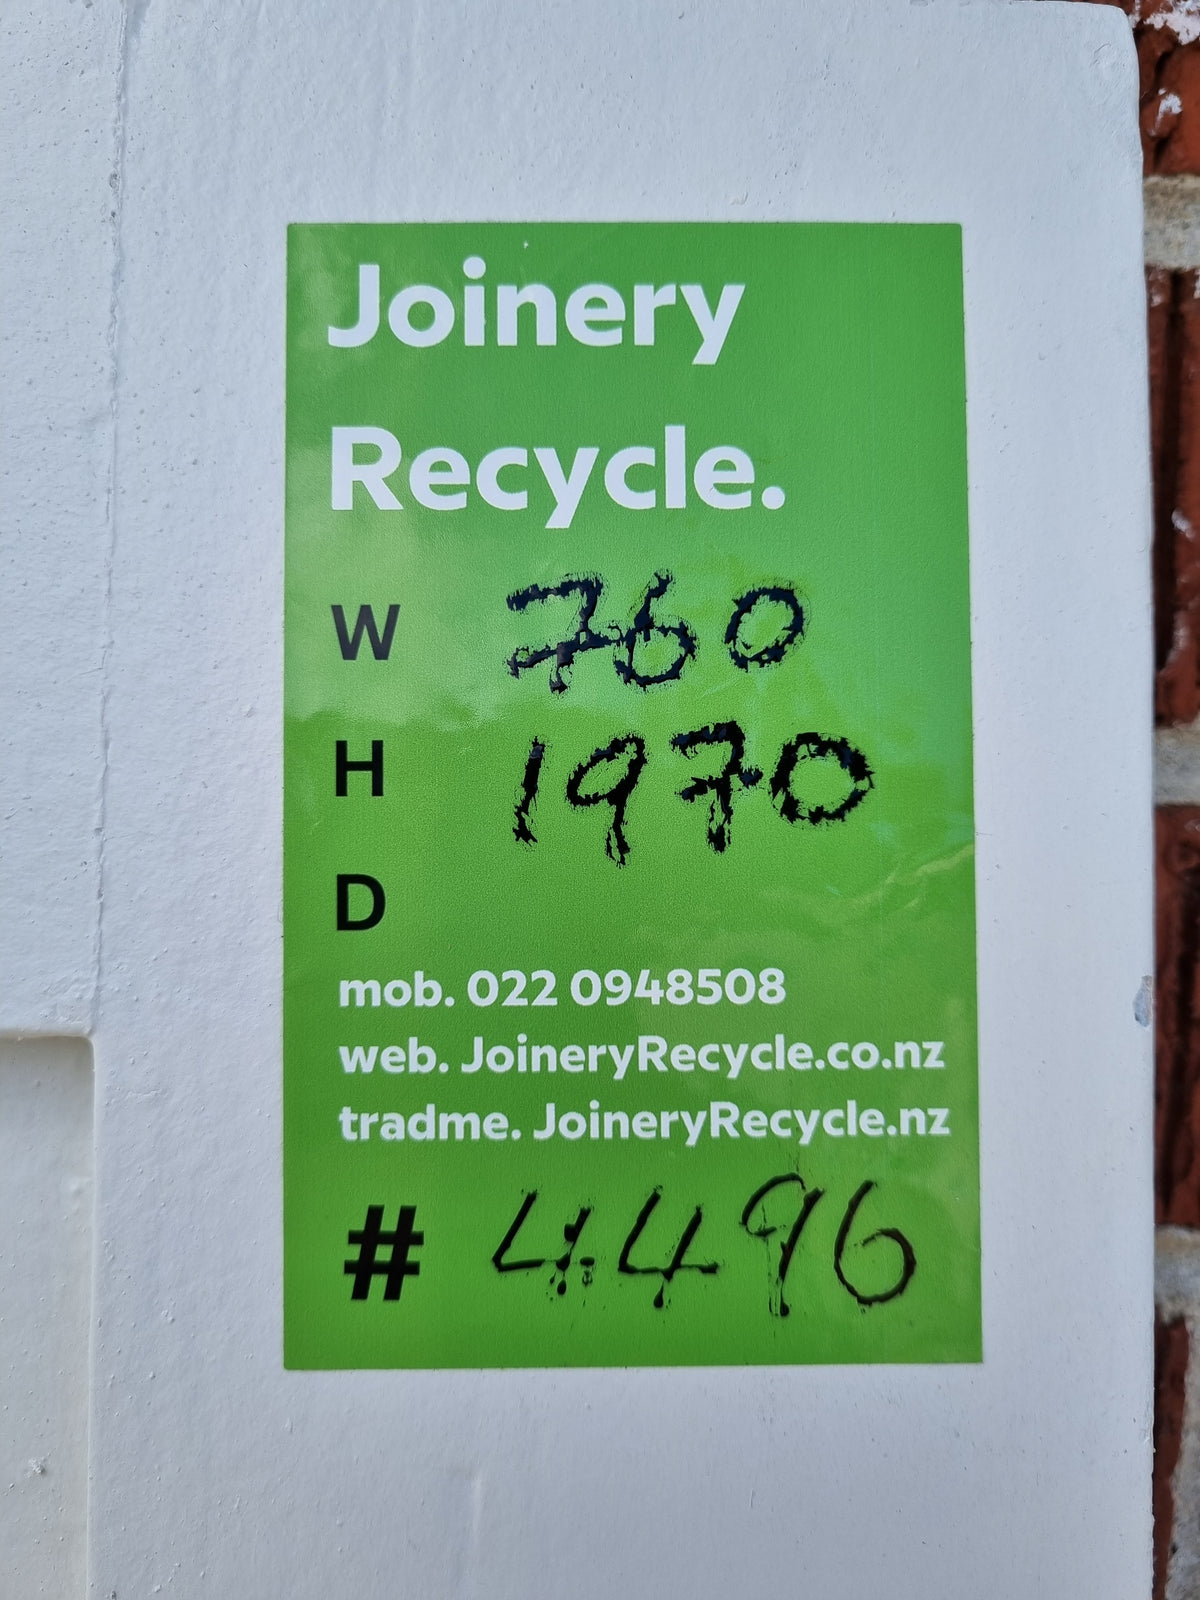 Joinery
Recycle.
W 760
H 1970
D
mob. 022 0948508
web. JoineryRecycle.co.nz
tradme. JoineryRecycle.nz
# 4496